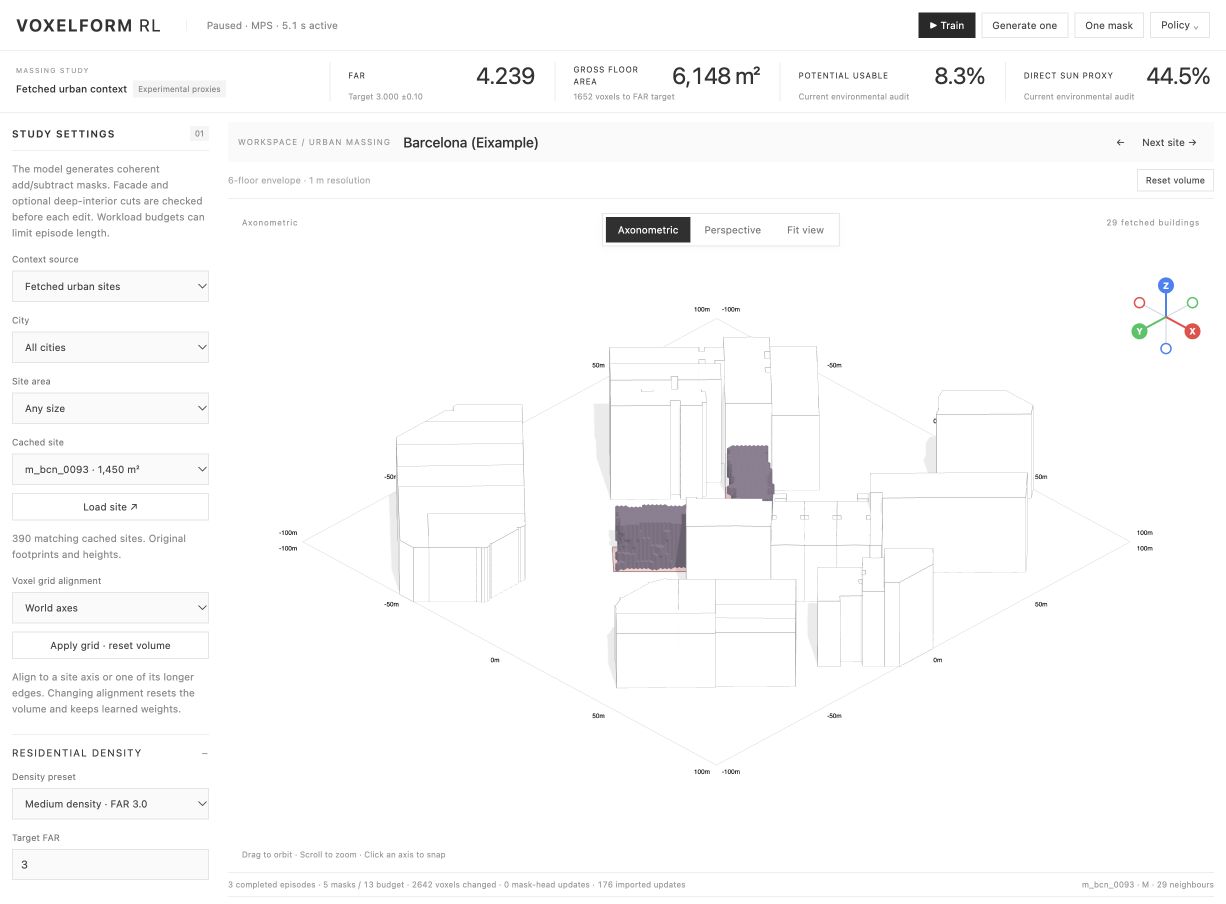 VOXELFORM RL
Paused · MPS · 5.1 s active
▶ Train
Generate one
One mask
Policy
MASSING STUDY
Fetched urban context
Experimental proxies
FAR
4.239
Target 3.000 ±0.10
GROSS FLOOR
AREA
6,148 m²
1652 voxels to FAR target
POTENTIAL USABLE
8.3%
Current environmental audit
DIRECT SUN PROXY
44.5%
Current environmental audit
STUDY SETTINGS
01
The model generates coherent
add/subtract masks. Facade and
optional deep-interior cuts are checked
before each edit. Workload budgets can
limit episode length.
Context source
Fetched urban sites
City
All cities
Site area
Any size
Cached site
m_bcn_0093 · 1,450 m²
Load site ↗
390 matching cached sites. Original
footprints and heights.
Voxel grid alignment
World axes
Apply grid · reset volume
Align to a site axis or one of its longer
edges. Changing alignment resets the
volume and keeps learned weights.
RESIDENTIAL DENSITY
−
Density preset
Medium density · FAR 3.0
Target FAR
3
WORKSPACE / URBAN MASSING
Barcelona (Eixample)
←
Next site →
6-floor envelope · 1 m resolution
Reset volume
Axonometric
Axonometric
Perspective
Fit view
29 fetched buildings
Z
Y
X
100m
-100m
50m
-50m
-50m
50m
-100m
-100m
100m
100m
-50m
50m
0m
0m
50m
-50m
100m
-100m
Drag to orbit · Scroll to zoom · Click an axis to snap
3 completed episodes · 5 masks / 13 budget · 2642 voxels changed · 0 mask-head updates · 176 imported updates
m_bcn_0093 · M · 29 neighbours